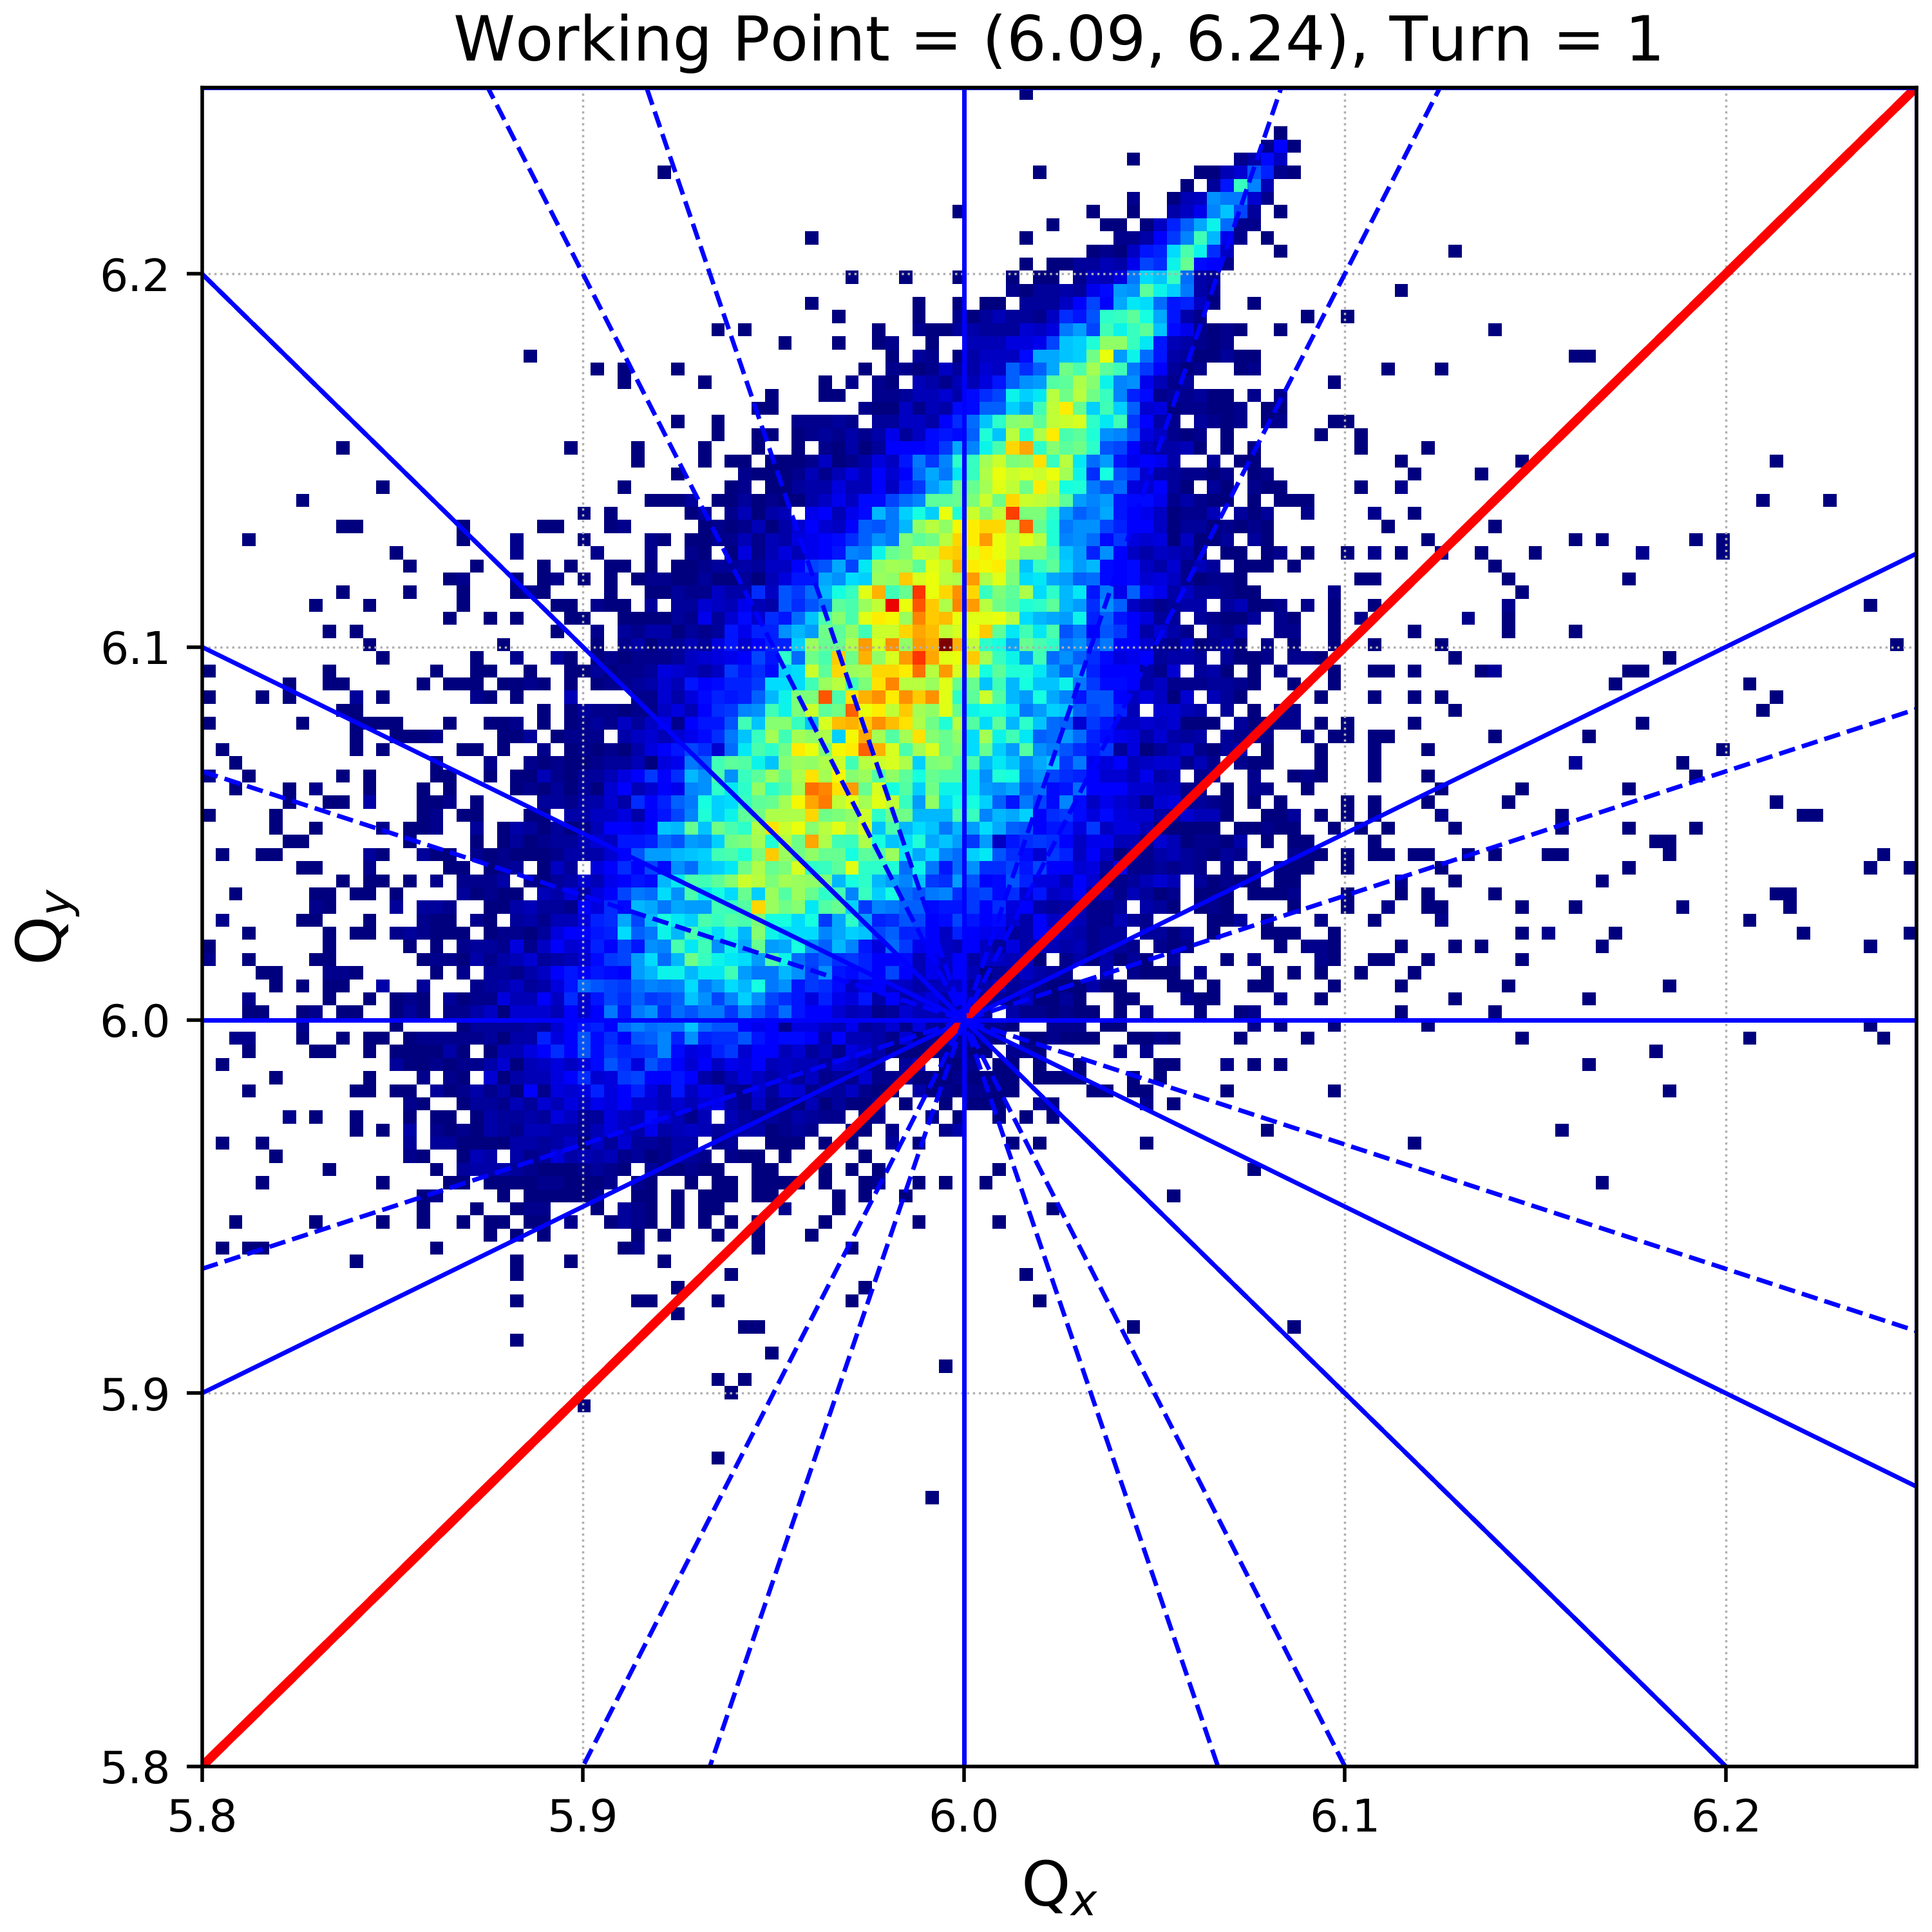 Working Point = (6.09, 6.24), Turn = 1
6.2
6.1
6.0
5.9
5.8
Qy
5.8 5.9 6.0 6.1 6.2
Qx